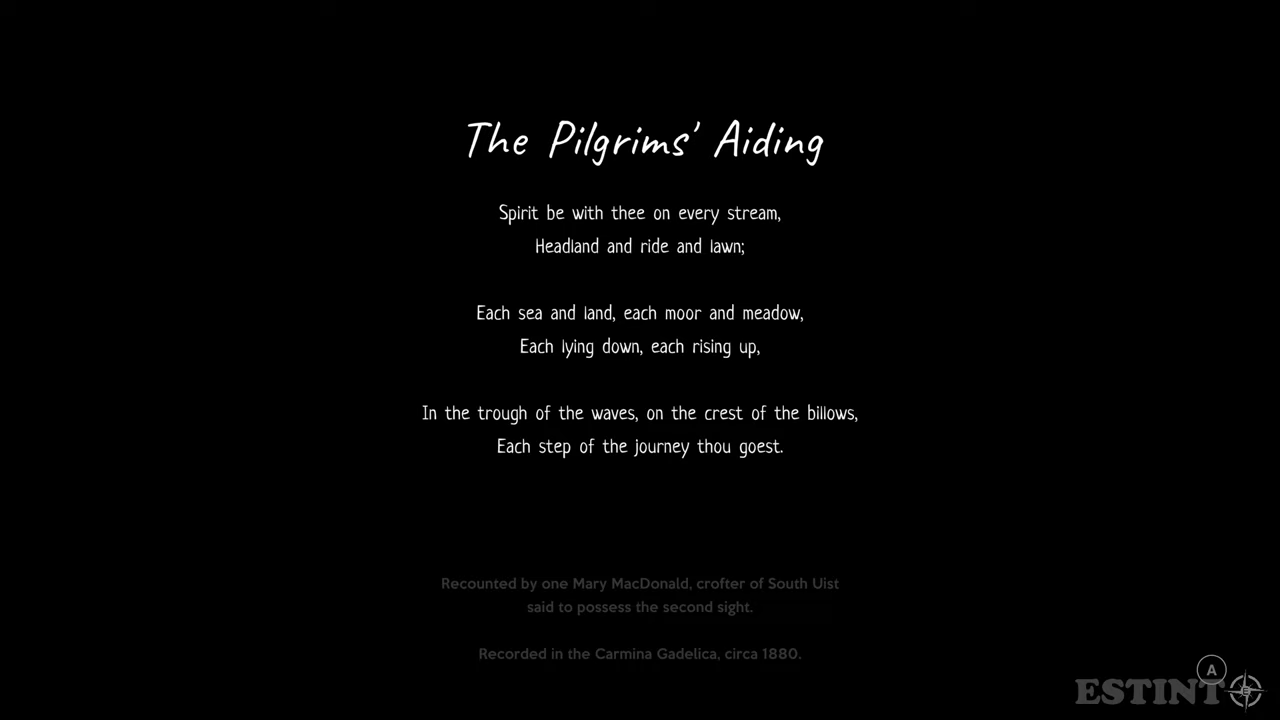 The Pilgrims' Aiding
Spirit be with thee on every stream,
Headland and ride and lawn;
Each sea and land, each moor and meadow,
Each lying down, each rising up,
In the trough of the waves, on the crest of the billows,
Each step of the journey thou goest.
Recounted by one Mary MacDonald, crofter of South Uist
said to possess the second sight.
Recorded in the Carmina Gadelica, circa 1880.
A
ESTINT